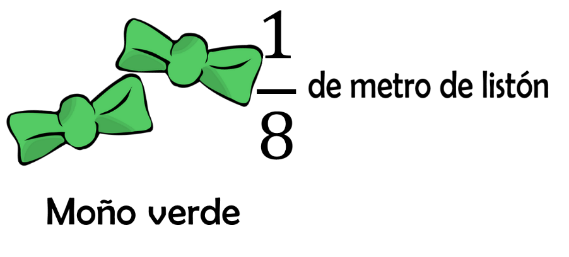 1
8
de metro de listón
Moño verde